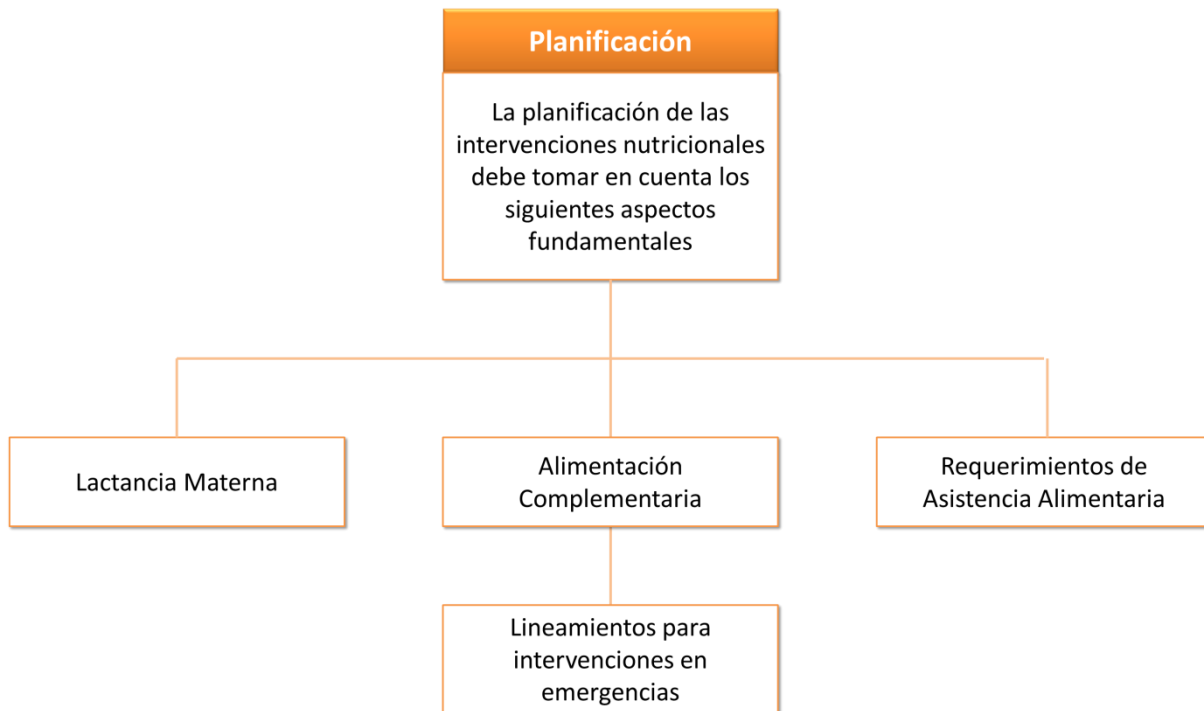 Planificación
La planificación de las
intervenciones nutricionales
debe tomar en cuenta los
siguientes aspectos
fundamentales
Lactancia Materna
Alimentación
Complementaria
Requerimientos de
Asistencia Alimentaria
Lineamientos para
intervenciones en
emergencias